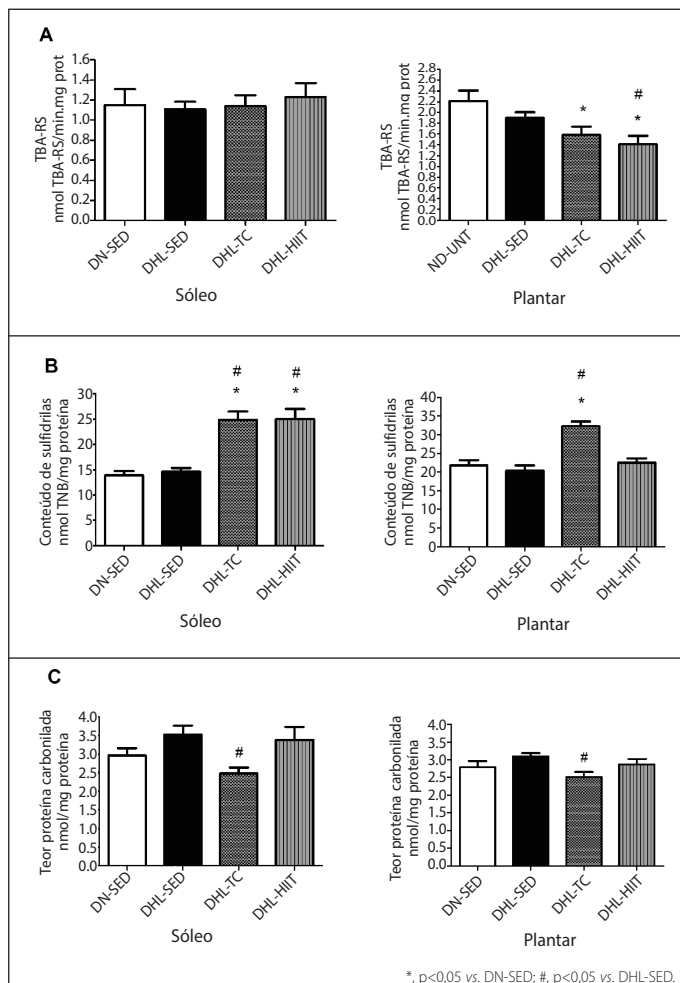 A
TBA-RS
nmol TBA-RS/min.mg prot
1.6
1.4
1.2
1.0
0.8
0.6
0.4
0.2
0.0
DN-SED
DHL-SED
DHL-TC
DHL-HIIT
Sóleo
TBA-RS
nmol TBA-RS/min.mg prot
2.8
2.6
2.4
2.2
2.0
1.8
1.6
1.4
1.2
1.0
0.8
0.6
0.4
0.2
0.0
*
#
*
ND-UNT
DHL-SED
DHL-TC
DHL-HIIT
Plantar
B
Conteúdo de sulfidrilas
nmol TNB/mg proteína
30
25
20
15
10
5
0
#
*
#
*
DN-SED
DHL-SED
DHL-TC
DHL-HIIT
Sóleo
Conteúdo de sulfidrilas
nmol TNB/mg proteína
40
35
30
25
20
15
10
5
0
#
*
DN-SED
DHL-SED
DHL-TC
DHL-HIIT
Plantar
C
Teor proteína carbonilada
nmol/mg proteína
4.0
3.5
3.0
2.5
2.0
1.5
1.0
0.5
0.0
#
DN-SED
DHL-SED
DHL-TC
DHL-HIIT
Sóleo
Teor proteína carbonilada
nmol/mg proteína
4.0
3.5
3.0
2.5
2.0
1.5
1.0
0.5
0.0
#
DN-SED
DHL-SED
DHL-TC
DHL-HIIT
Plantar
*, p<0,05 vs. DN-SED; #, p<0,05 vs. DHL-SED.